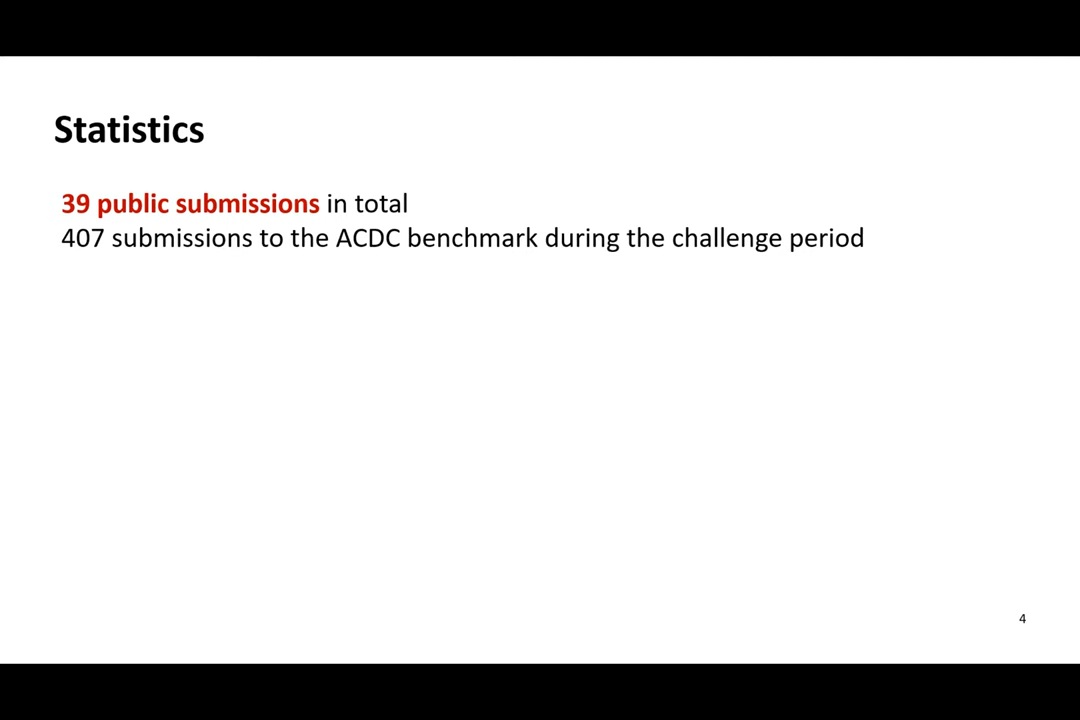 Statistics
39 public submissions in total
407 submissions to the ACDC benchmark during the challenge period
4